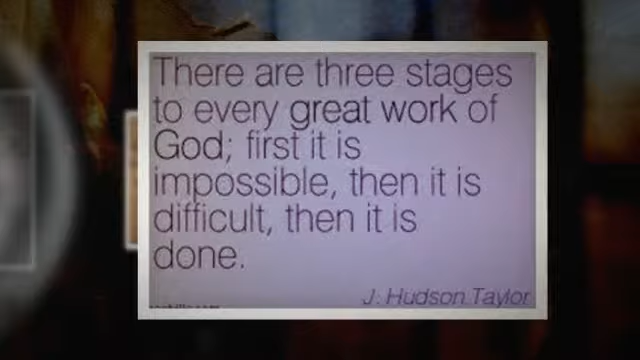 There are three stages
to every great work of
God; first it is
impossible, then it is
difficult, then it is
done.
J. Hudson Taylor